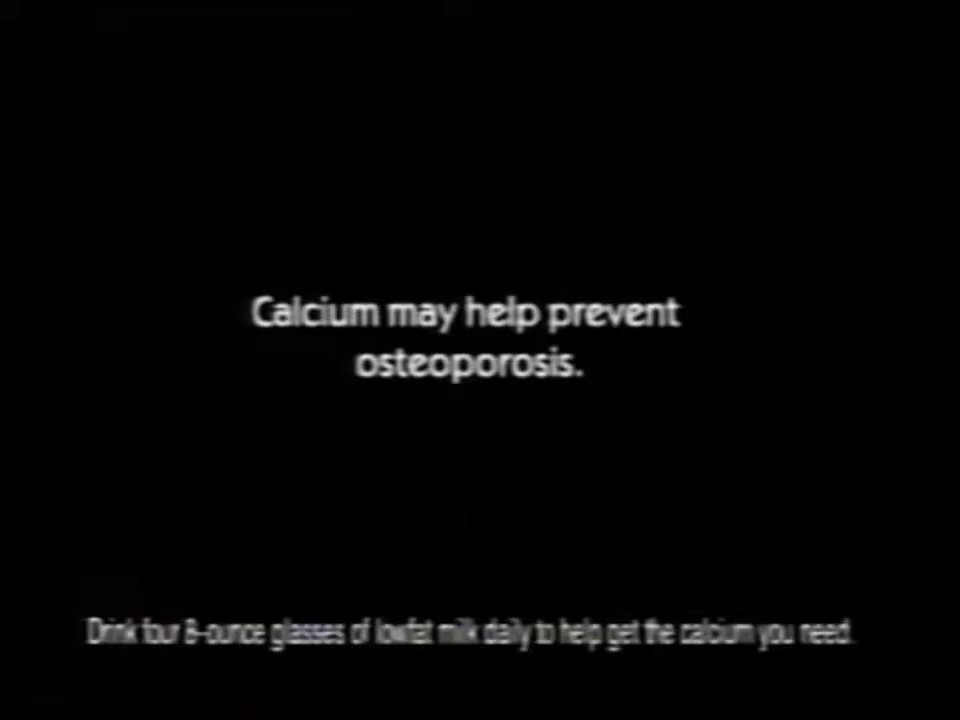 Calcium may help prevent
osteoporosis.
Drink four 8-ounce glasses of lowfat milk daily to help get the calcium you need.